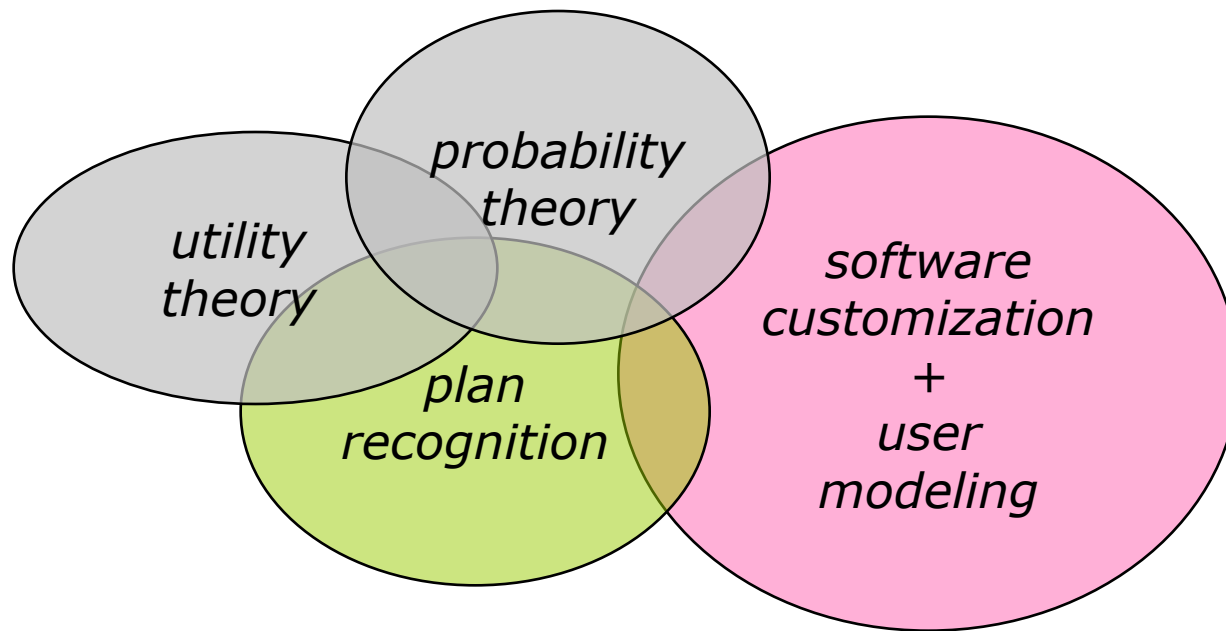 utility
theory
probability
theory
plan
recognition
software
customization
+
user
modeling